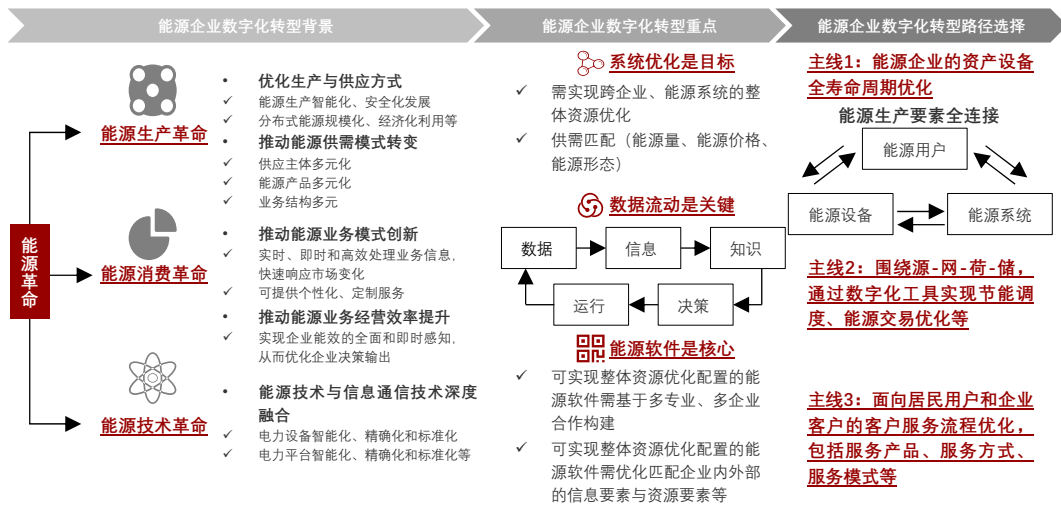 能源企业数字化转型背景
能源企业数字化转型重点
能源企业数字化转型路径选择
能源革命
能源生产革命
• 优化生产与供应方式
✓ 能源生产智能化、安全化发展
✓ 分布式能源规模化、经济化利用等
• 推动能源供需模式转变
✓ 供应主体多元化
✓ 能源产品多元化
✓ 业务结构多元
能源消费革命
• 推动能源业务模式创新
✓ 实时、即时和高效处理业务信息,
快速响应市场变化
✓ 可提供个性化、定制服务
• 推动能源业务经营效率提升
✓ 实现企业能效的全面和即时感知,
从而优化企业决策输出
能源技术革命
• 能源技术与信息通信技术深度
融合
✓ 电力设备智能化、精确化和标准化
✓ 电力平台智能化、精确化和标准化等
系统优化是目标
✓ 需实现跨企业、能源系统的整
体资源优化
✓ 供需匹配（能源量、能源价格、
能源形态）
数据流动是关键
数据
信息
知识
运行
决策
能源软件是核心
✓ 可实现整体资源优化配置的能
源软件需基于多专业、多企业
合作构建
✓ 可实现整体资源优化配置的能
源软件需优化匹配企业内外部
的信息要素与资源要素等
主线1：能源企业的资产设备
全寿命周期优化
能源生产要素全连接
能源用户
能源设备
能源系统
主线2：围绕源-网-荷-储，
通过数字化工具实现节能调
度、能源交易优化等
主线3：面向居民用户和企业
客户的客户服务流程优化，
包括服务产品、服务方式、
服务模式等